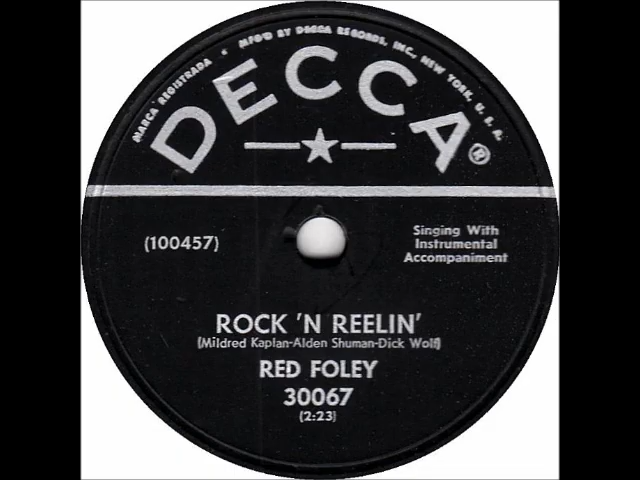 MARCA REGISTRADA ★ MFG'D BY DECCA RECORDS, INC., NEW YORK, U. S. A.
DECCA®
(100457)
Singing With
Instrumental
Accompaniment
ROCK 'N REELIN'
(Mildred Kaplan-Alden Shuman-Dick Wolf)
RED FOLEY
30067
(2:23)